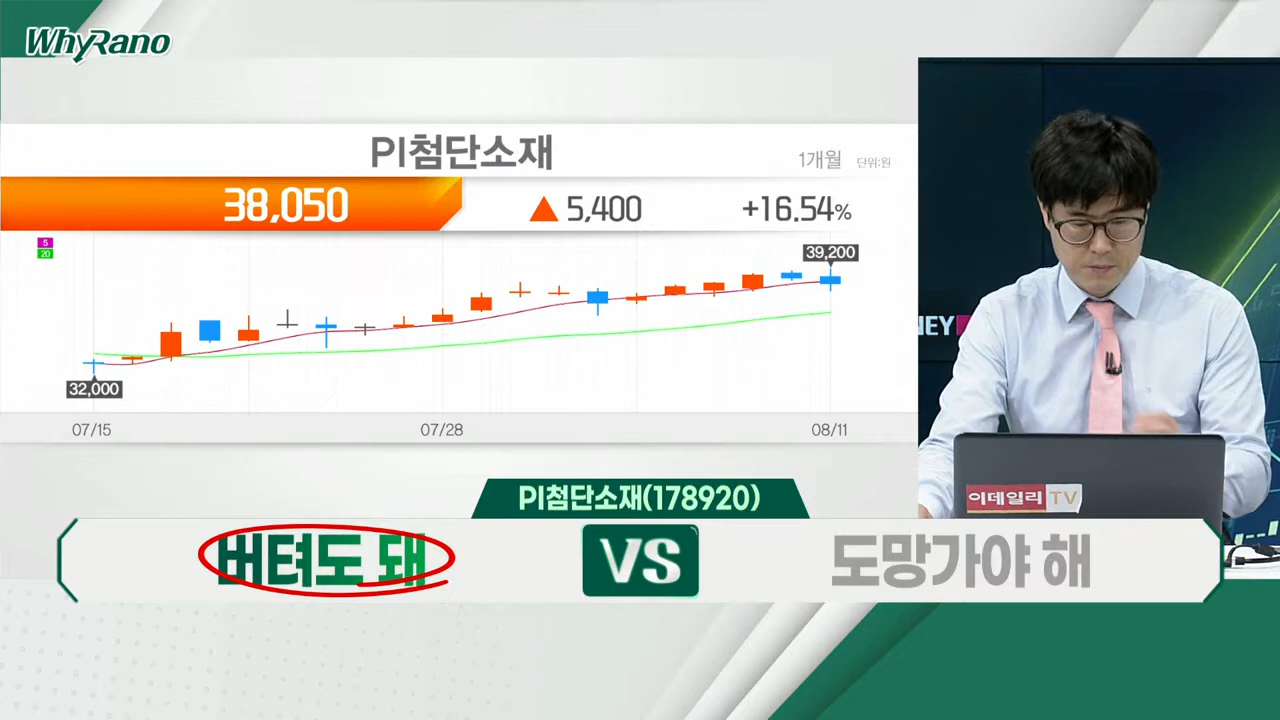 WhyRano
PI첨단소재
1개월 단위:원
38,050 ▲ 5,400 +16.54%
5
20
39,200
32,000
07/15 07/28 08/11
NEY
이데일리 TV
PI첨단소재(178920)
버텨도 돼 VS 도망가야 해